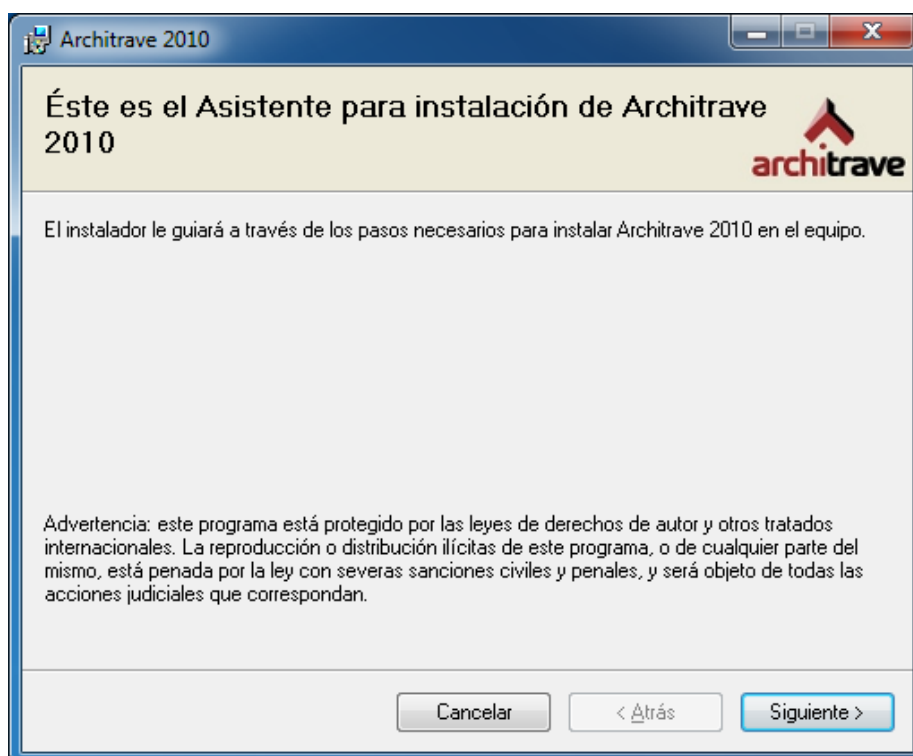 Architrave 2010
Éste es el Asistente para instalación de Architrave
2010
architrave
El instalador le guiará a través de los pasos necesarios para instalar Architrave 2010 en el equipo.
Advertencia: este programa está protegido por las leyes de derechos de autor y otros tratados
internacionales. La reproducción o distribución ilícitas de este programa, o de cualquier parte del
mismo, está penada por la ley con severas sanciones civiles y penales, y será objeto de todas las
acciones judiciales que correspondan.
Cancelar
< Atrás
Siguiente >